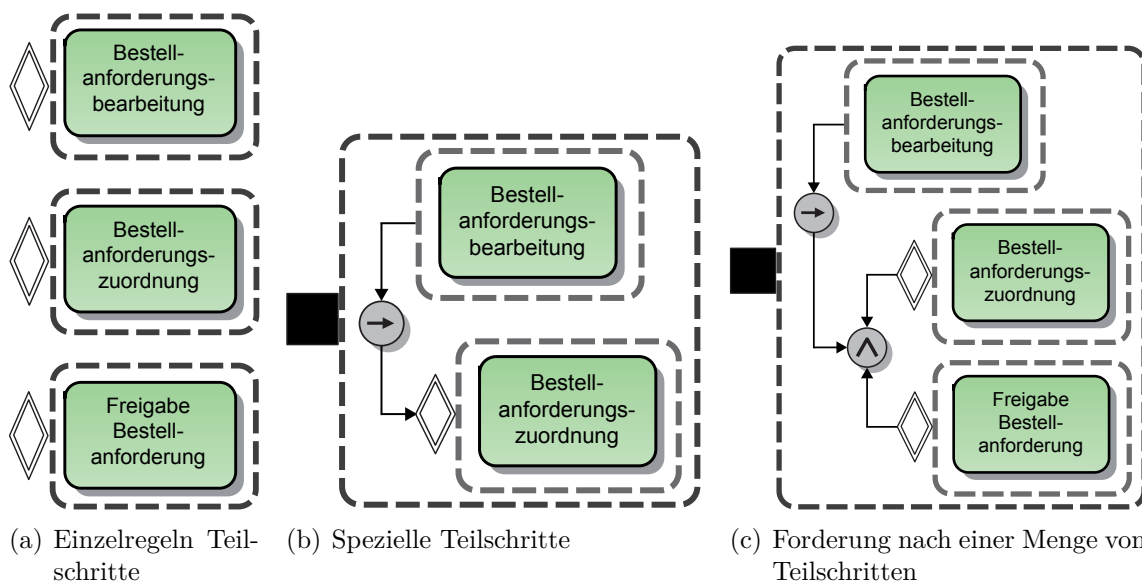 Bestell-
anforderungs-
bearbeitung
Bestell-
anforderungs-
zuordnung
Freigabe
Bestell-
anforderung
(a) Einzelregeln Teil-
schritte
Bestell-
anforderungs-
bearbeitung
Bestell-
anforderungs-
zuordnung
(b) Spezielle Teilschritte
Bestell-
anforderungs-
bearbeitung
Bestell-
anforderungs-
zuordnung
Freigabe
Bestell-
anforderung
(c) Forderung nach einer Menge von
Teilschritten